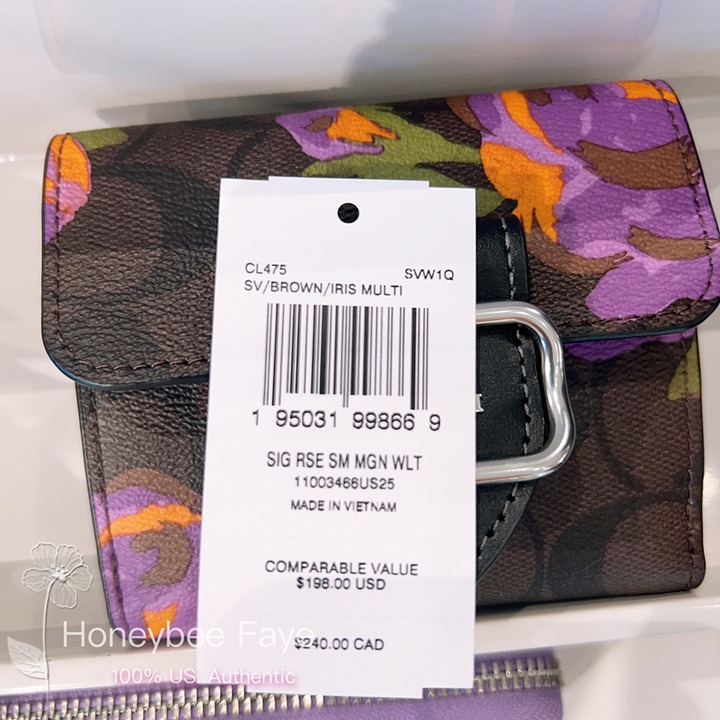 CL475 SVW1Q
SV/BROWN/IRIS MULTI
1 95031 99866 9
SIG RSE SM MGN WLT
11003466US25
MADE IN VIETNAM
COMPARABLE VALUE
$198.00 USD
$240.00 CAD
Honeybee Faye
100% US. Authentic